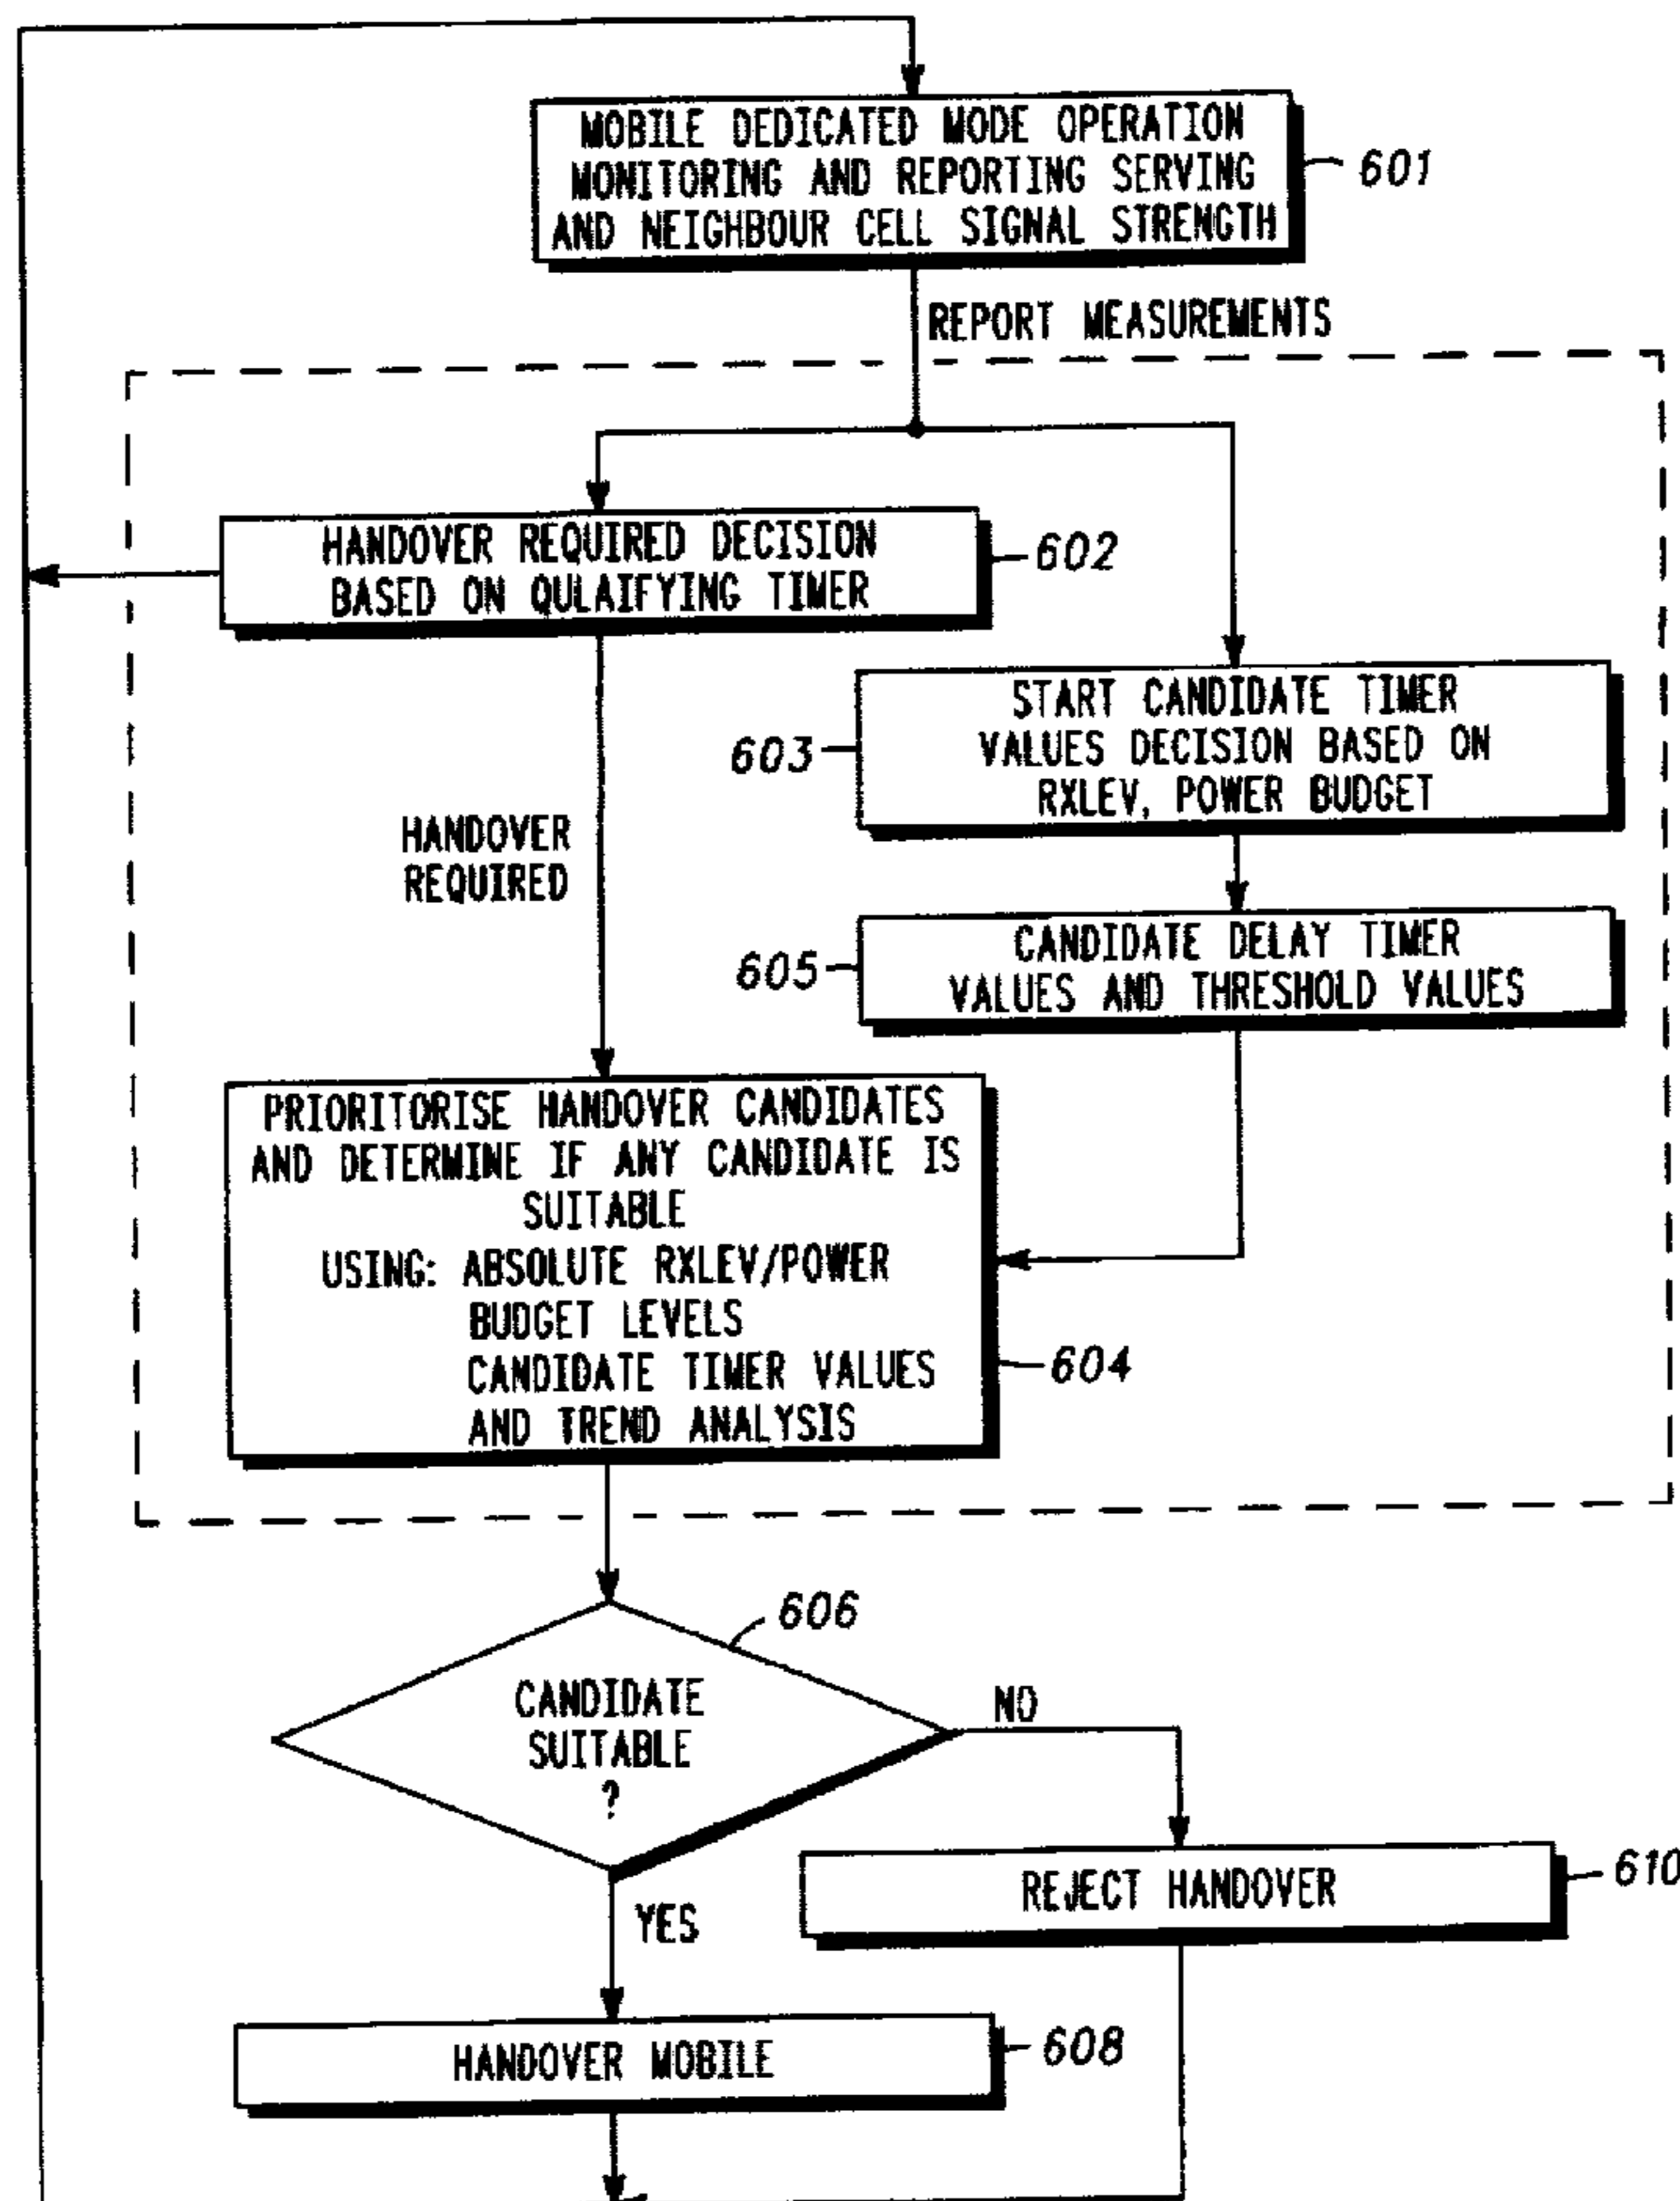 MOBILE DEDICATED MODE OPERATION
MONITORING AND REPORTING SERVING
AND NEIGHBOUR CELL SIGNAL STRENGTH
601
REPORT MEASUREMENTS
HANDOVER REQUIRED DECISION
BASED ON QULAIFYING TIMER
602
START CANDIDATE TIMER
VALUES DECISION BASED ON
RXLEV, POWER BUDGET
603
HANDOVER
REQUIRED
CANDIDATE DELAY TIMER
VALUES AND THRESHOLD VALUES
605
PRIORITORISE HANDOVER CANDIDATES
AND DETERMINE IF ANY CANDIDATE IS
SUITABLE
USING: ABSOLUTE RXLEV/POWER
BUDGET LEVELS
CANDIDATE TIMER VALUES
AND TREND ANALYSIS
604
606
CANDIDATE
SUITABLE
?
NO
YES
REJECT HANDOVER
610
HANDOVER MOBILE
608